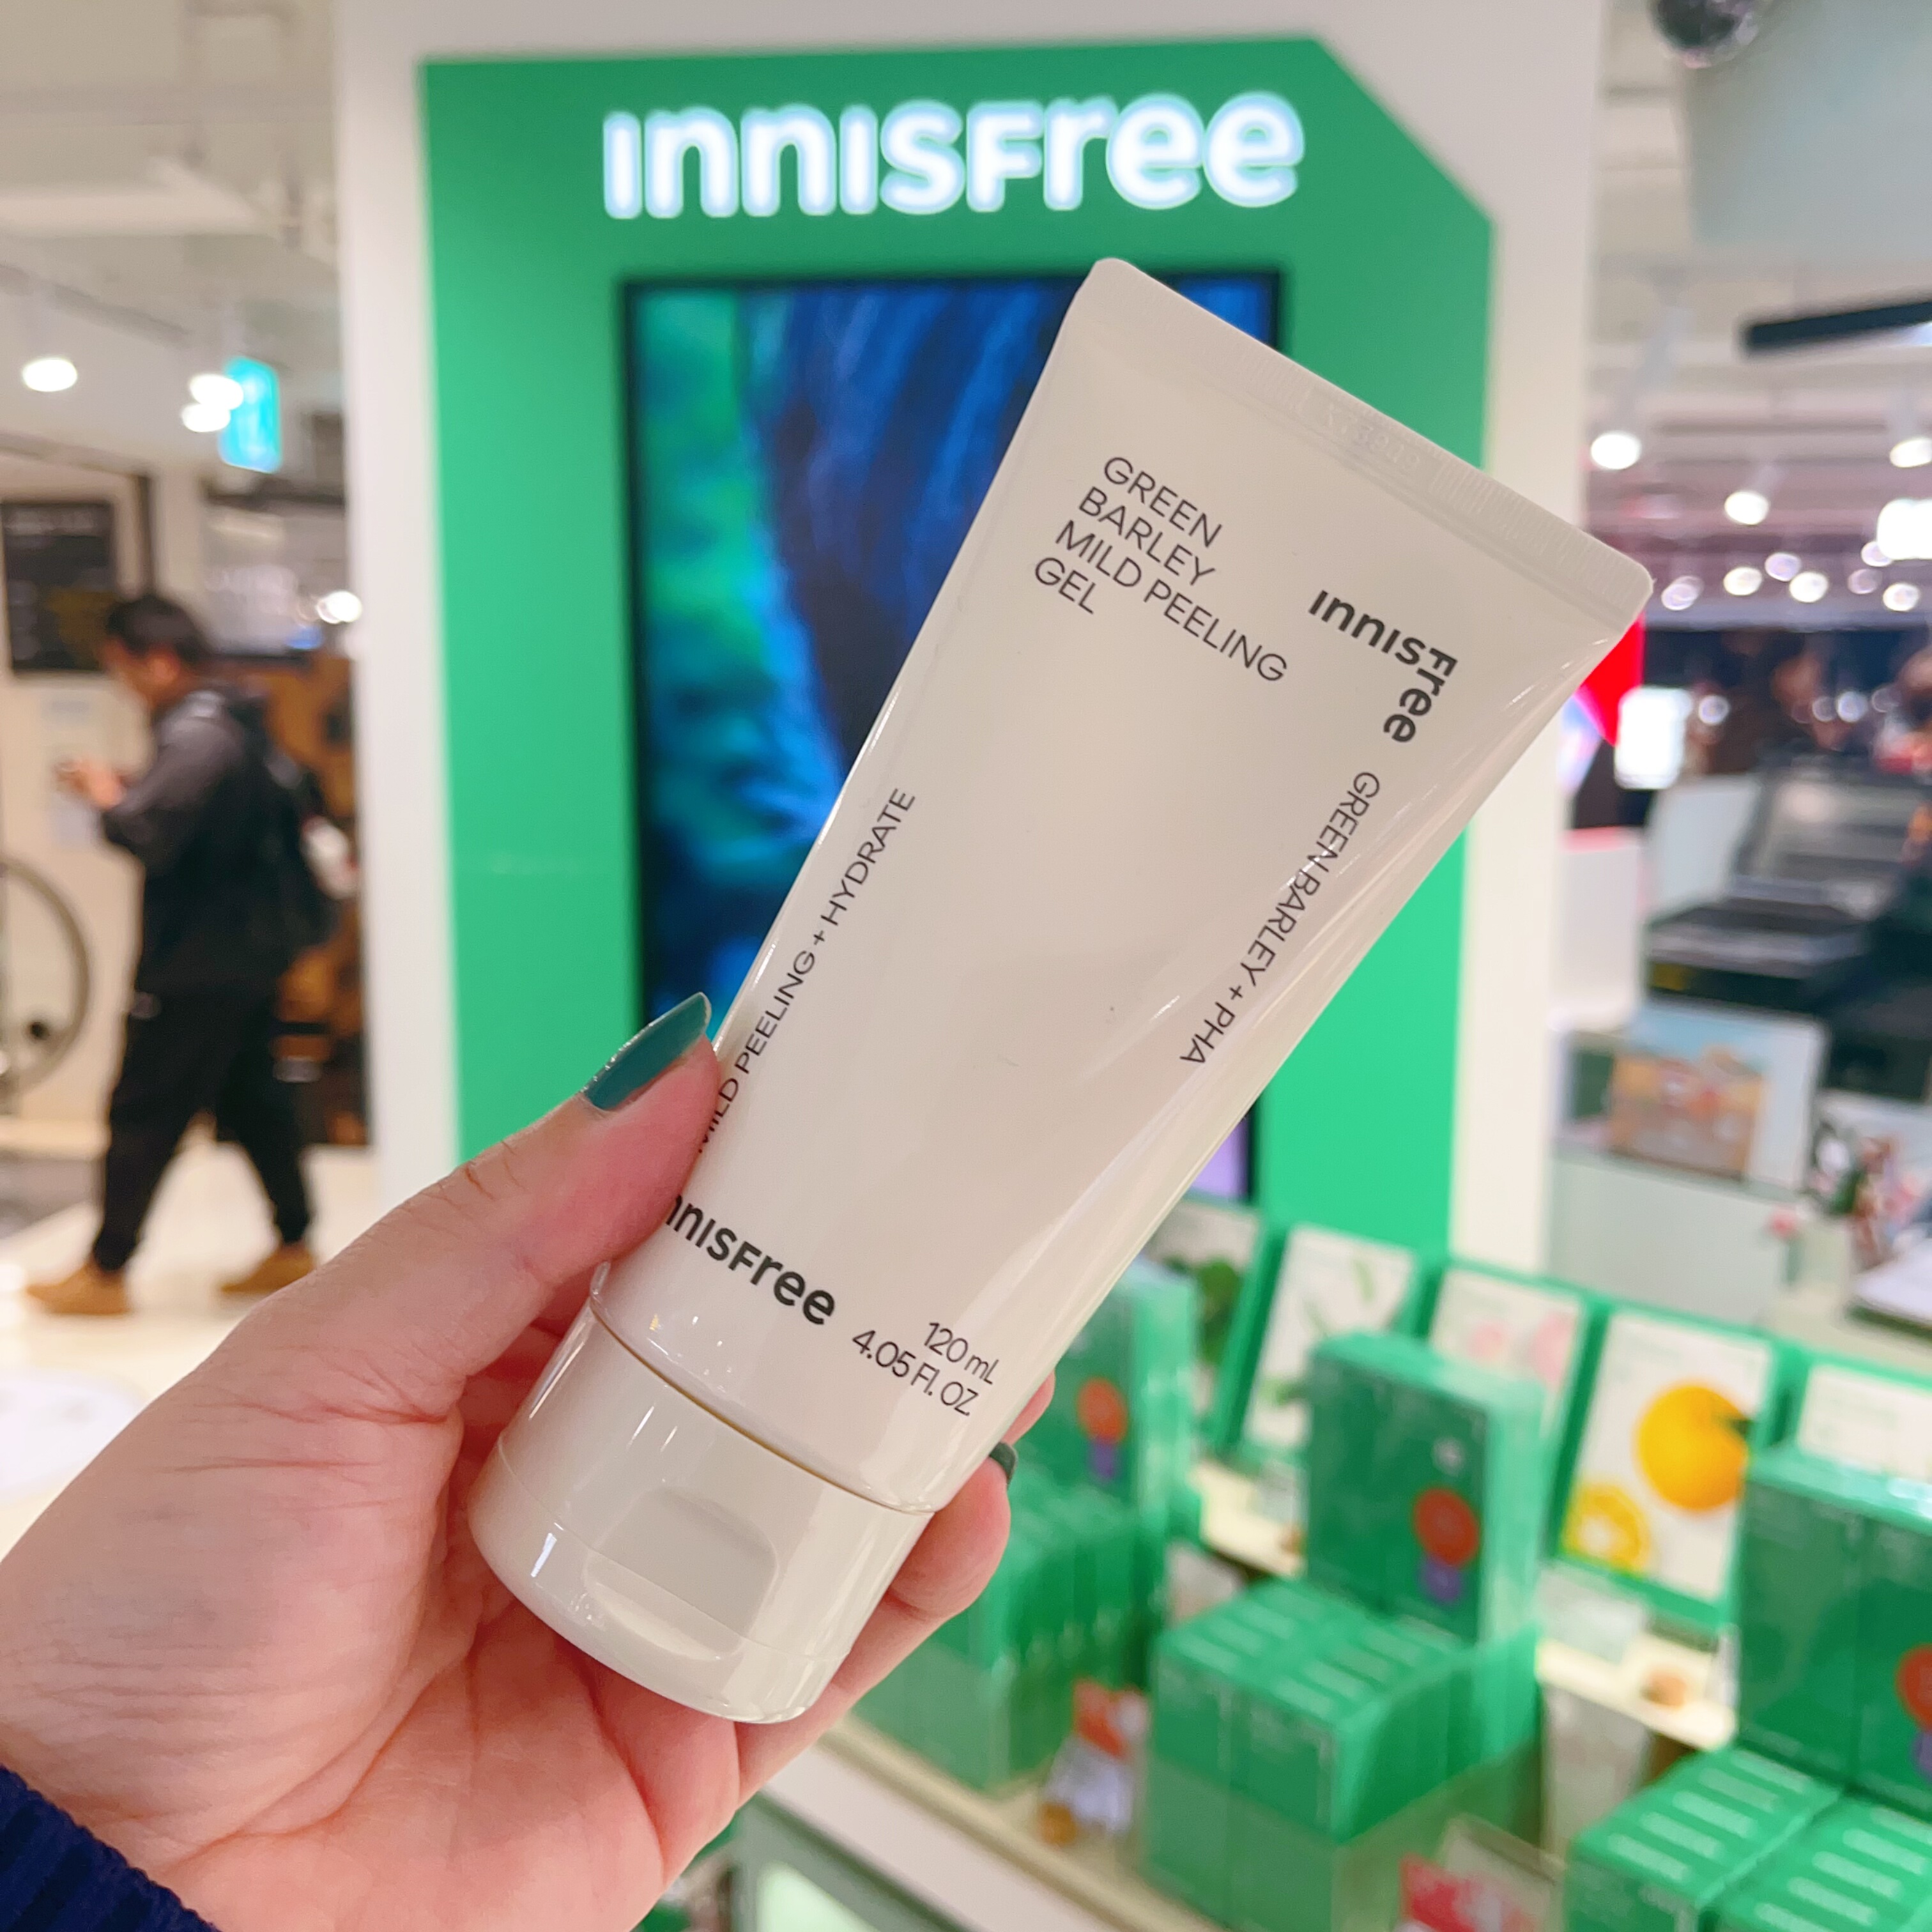 INNISFree
GREEN
BARLEY
MILD PEELING
GEL
INNISFree
GREEN BARLEY + PHA
MILD PEELING + HYDRATE
INNISFree
120 mL
4.05 Fl. OZ